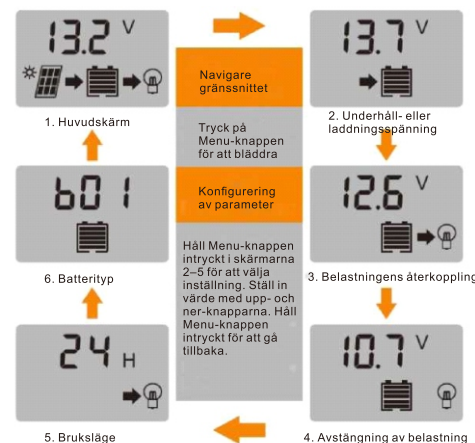 13.2 V
1. Huvudskärm
13.7 V
2. Underhåll- eller
laddningsspänning
12.6 V
3. Belastningens återkoppling
10.7 V
4. Avstängning av belastning
24 H
5. Bruksläge
b01
6. Batterityp
Navigare
gränssnittet
Tryck på
Menu-knappen
för att bläddra
Konfigurering
av parameter
Håll Menu-knappen
intryckt i skärmarna
2–5 för att välja
inställning. Ställ in
värde med upp- och
ner-knapparna. Håll
Menu-knappen
intryckt för att gå
tillbaka.